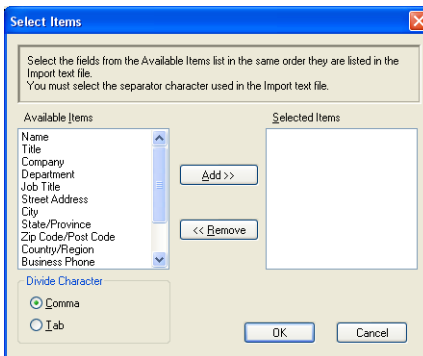 Select Items
Select the fields from the Available Items list in the same order they are listed in the
Import text file.
You must select the separator character used in the Import text file.
Available Items
Selected Items
Name
Title
Company
Department
Job Title
Street Address
City
State/Province
Zip Code/Post Code
Country/Region
Business Phone
Add >>
<< Remove
Divide Character
Comma
Tab
OK
Cancel